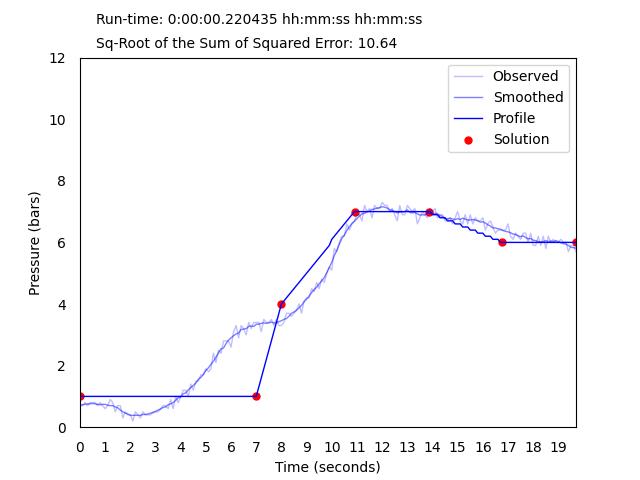 Run-time: 0:00:00.220435 hh:mm:ss hh:mm:ss
Sq-Root of the Sum of Squared Error: 10.64
12
10
8
6
4
2
0
Pressure (bars)
Observed
Smoothed
Profile
Solution
0 1 2 3 4 5 6 7 8 9 10 11 12 13 14 15 16 17 18 19
Time (seconds)